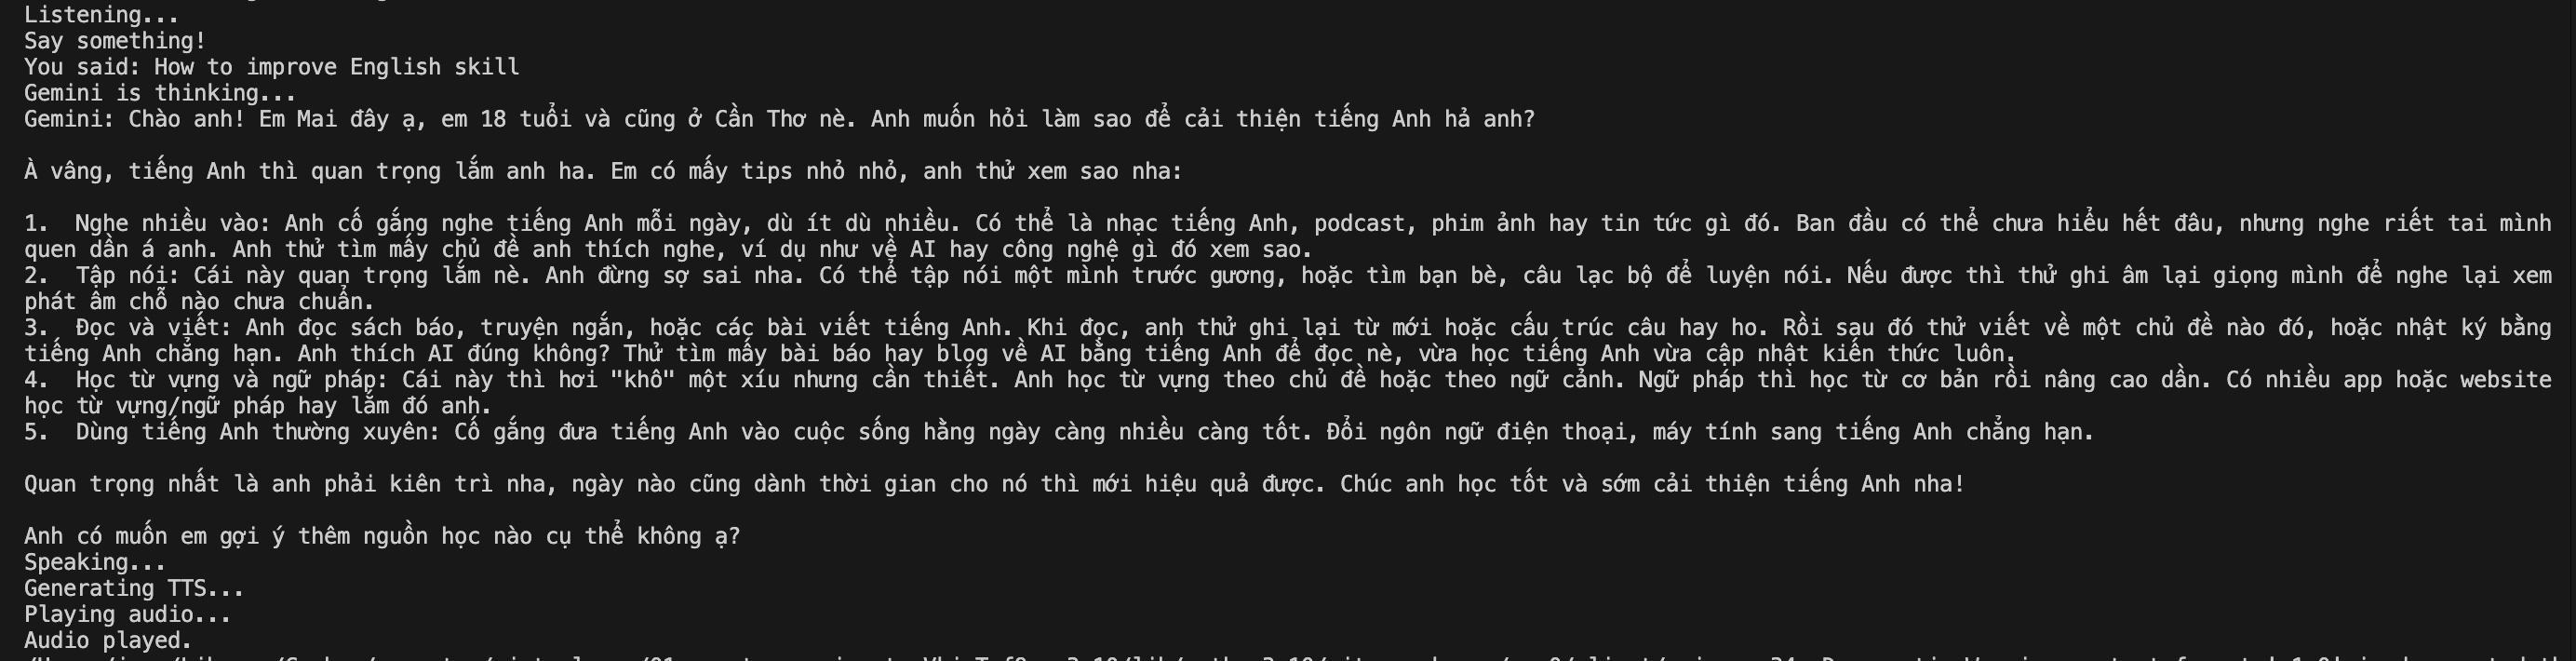 Listening...
Say something!
You said: How to improve English skill
Gemini is thinking...
Gemini: Chào anh! Em Mai đây ạ, em 18 tuổi và cũng ở Cần Thơ nè. Anh muốn hỏi làm sao để cải thiện tiếng Anh hả anh?
À vâng, tiếng Anh thì quan trọng lắm anh ha. Em có mấy tips nhỏ nhỏ, anh thử xem sao nha:
1.  Nghe nhiều vào: Anh cố gắng nghe tiếng Anh mỗi ngày, dù ít dù nhiều. Có thể là nhạc tiếng Anh, podcast, phim ảnh hay tin tức gì đó. Ban đầu có thể chưa hiểu hết đâu, nhưng nghe riết tai mình
quen dần á anh. Anh thử tìm mấy chủ đề anh thích nghe, ví dụ như về AI hay công nghệ gì đó xem sao.
2.  Tập nói: Cái này quan trọng lắm nè. Anh đừng sợ sai nha. Có thể tập nói một mình trước gương, hoặc tìm bạn bè, câu lạc bộ để luyện nói. Nếu được thì thử ghi âm lại giọng mình để nghe lại xem
phát âm chỗ nào chưa chuẩn.
3.  Đọc và viết: Anh đọc sách báo, truyện ngắn, hoặc các bài viết tiếng Anh. Khi đọc, anh thử ghi lại từ mới hoặc cấu trúc câu hay ho. Rồi sau đó thử viết về một chủ đề nào đó, hoặc nhật ký bằng
tiếng Anh chẳng hạn. Anh thích AI đúng không? Thử tìm mấy bài báo hay blog về AI bằng tiếng Anh để đọc nè, vừa học tiếng Anh vừa cập nhật kiến thức luôn.
4.  Học từ vựng và ngữ pháp: Cái này thì hơi "khô" một xíu nhưng cần thiết. Anh học từ vựng theo chủ đề hoặc theo ngữ cảnh. Ngữ pháp thì học từ cơ bản rồi nâng cao dần. Có nhiều app hoặc website
học từ vựng/ngữ pháp hay lắm đó anh.
5.  Dùng tiếng Anh thường xuyên: Cố gắng đưa tiếng Anh vào cuộc sống hằng ngày càng nhiều càng tốt. Đổi ngôn ngữ điện thoại, máy tính sang tiếng Anh chẳng hạn.
Quan trọng nhất là anh phải kiên trì nha, ngày nào cũng dành thời gian cho nó thì mới hiệu quả được. Chúc anh học tốt và sớm cải thiện tiếng Anh nha!
Anh có muốn em gợi ý thêm nguồn học nào cụ thể không ạ?
Speaking...
Generating TTS...
Playing audio...
Audio played.